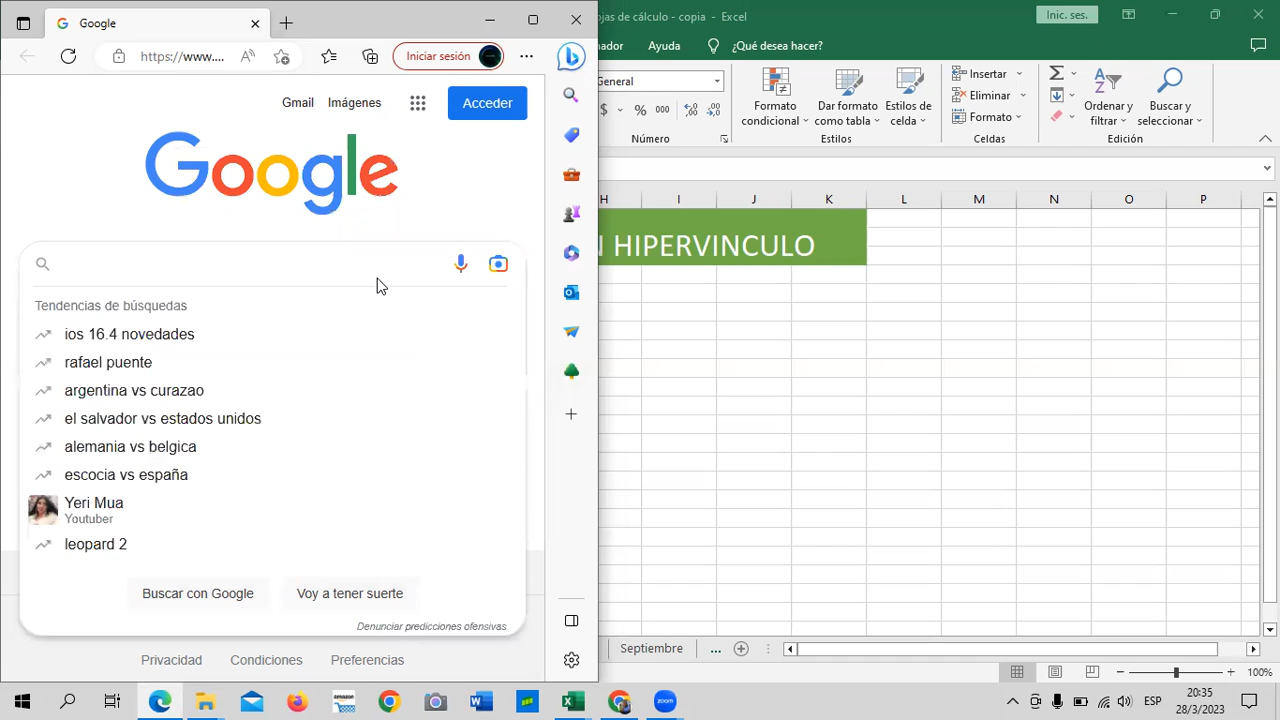 Google
https://www....
Iniciar sesión
Gmail
Imágenes
Acceder
Google
Tendencias de búsquedas
ios 16.4 novedades
rafael puente
argentina vs curazao
el salvador vs estados unidos
alemania vs belgica
escocia vs españa
Yeri Mua
Youtuber
leopard 2
Buscar con Google
Voy a tener suerte
Denunciar predicciones ofensivas
Privacidad
Condiciones
Preferencias
ojas de cálculo - copia - Excel
Inic. ses.
ador
Ayuda
¿Qué desea hacer?
General
$
%
000
Número
Formato
condicional
Dar formato
como tabla
Estilos de
celda
Estilos
Insertar
Eliminar
Formato
Celdas
Ordenar y
filtrar
Buscar y
seleccionar
Edición
H
I
J
K
L
M
N
O
P
N HIPERVINCULO
Septiembre
...
100%
amazon
zoom
ESP
20:35
28/3/2023